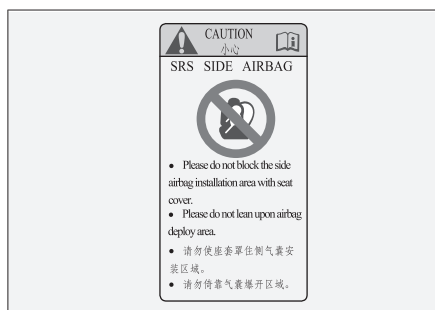 CAUTION
小心
SRS SIDE AIRBAG
• Please do not block the side
airbag installation area with seat
cover.
• Please do not lean upon airbag
deploy area.
• 请勿使座套罩住侧气囊安
装区域。
• 请勿倚靠气囊爆开区域。